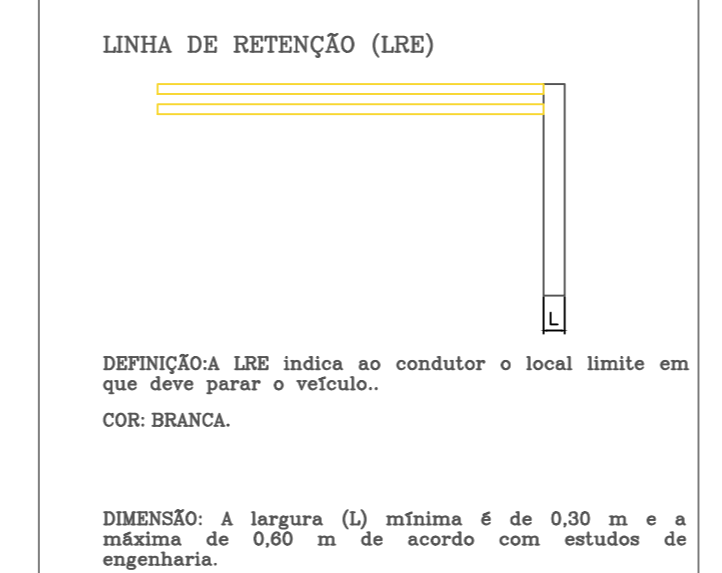 LINHA DE RETENÇÃO (LRE)
L
DEFINIÇÃO:A LRE indica ao condutor o local limite em
que deve parar o veículo..
COR: BRANCA.
DIMENSÃO: A largura (L) mínima é de 0,30 m e a
máxima de 0,60 m de acordo com estudos de
engenharia.